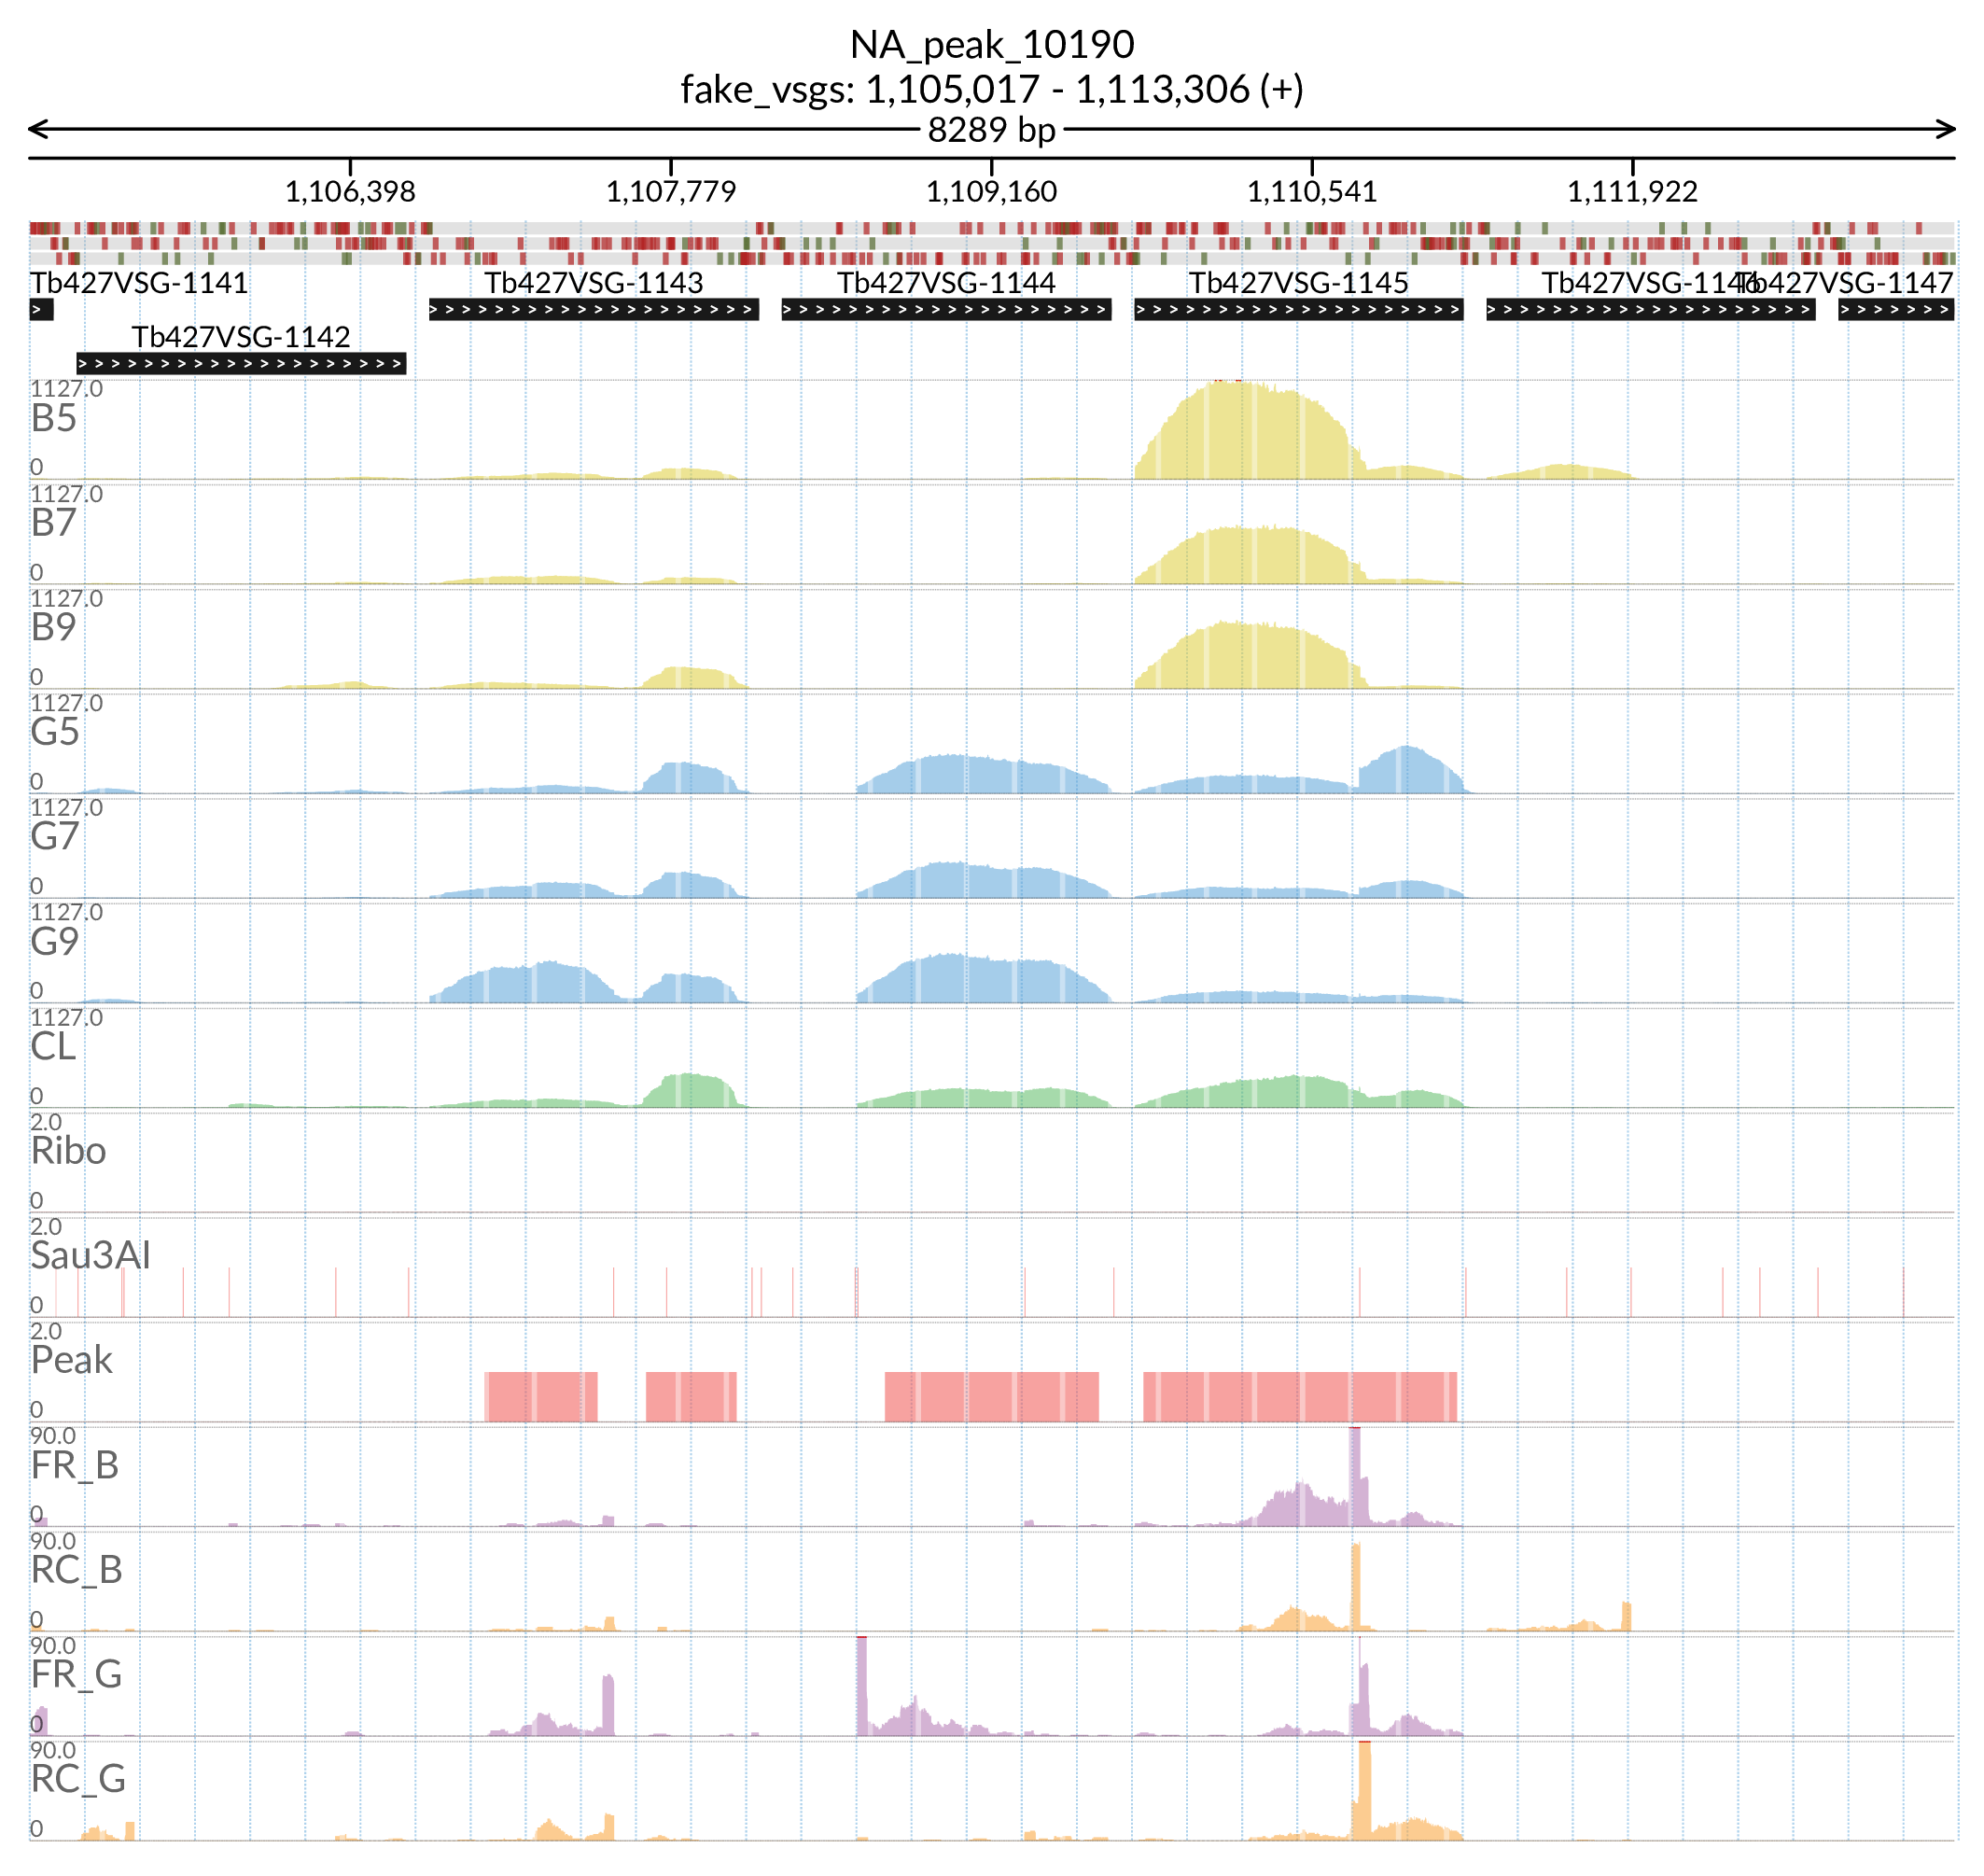 NA_peak_10190
fake_vsgs: 1,105,017 - 1,113,306 (+)
8289 bp
1,106,398 1,107,779 1,109,160 1,110,541 1,111,922
Tb427VSG-1141 Tb427VSG-1143 Tb427VSG-1144 Tb427VSG-1145 Tb427VSG-1146 Tb427VSG-1147
Tb427VSG-1142
1127.0
B5
0
1127.0
B7
0
1127.0
B9
0
1127.0
G5
0
1127.0
G7
0
1127.0
G9
0
1127.0
CL
0
2.0
Ribo
0
2.0
Sau3AI
0
2.0
Peak
0
90.0
FR_B
0
90.0
RC_B
0
90.0
FR_G
0
90.0
RC_G
0